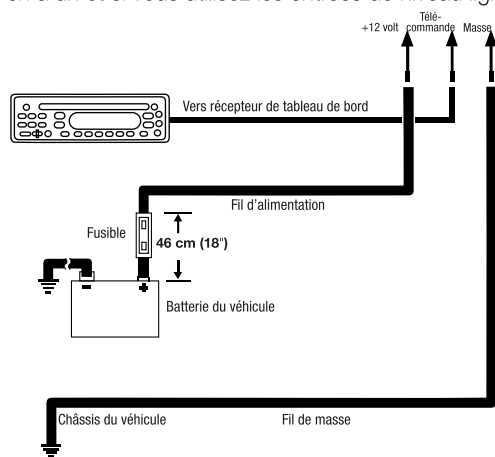 Télé-
+12 volt commande Masse
Vers récepteur de tableau de bord
Fil d'alimentation
Fusible
46 cm (18")
Batterie du véhicule
Châssis du véhicule Fil de masse